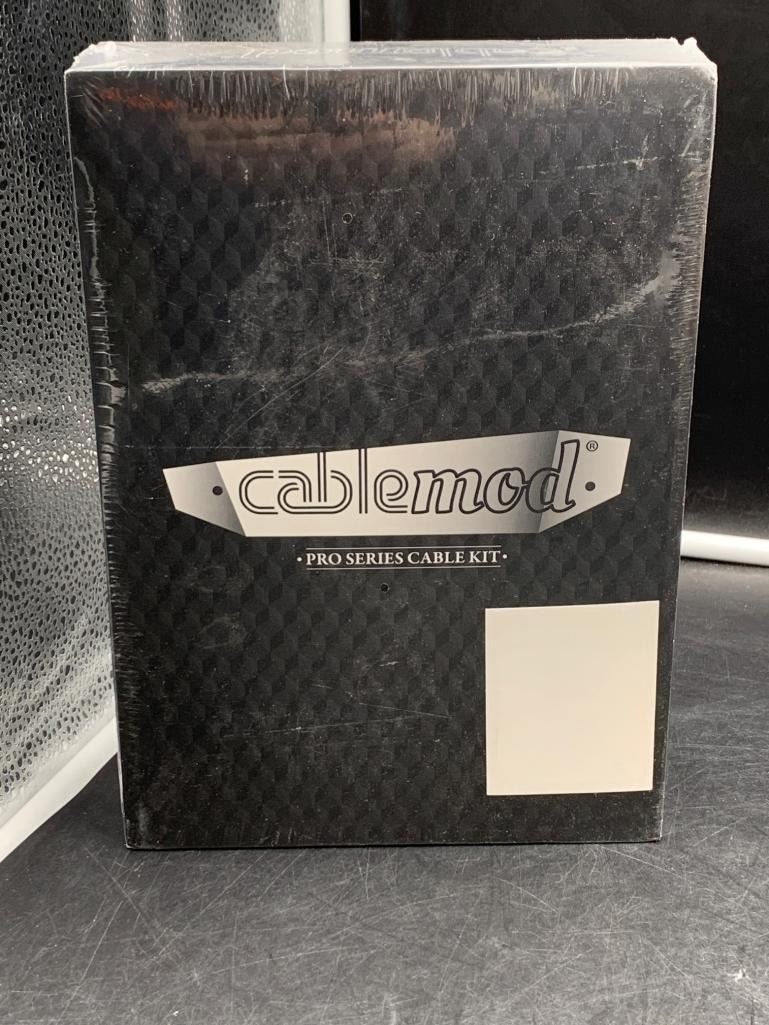 cablemod®
• PRO SERIES CABLE KIT •